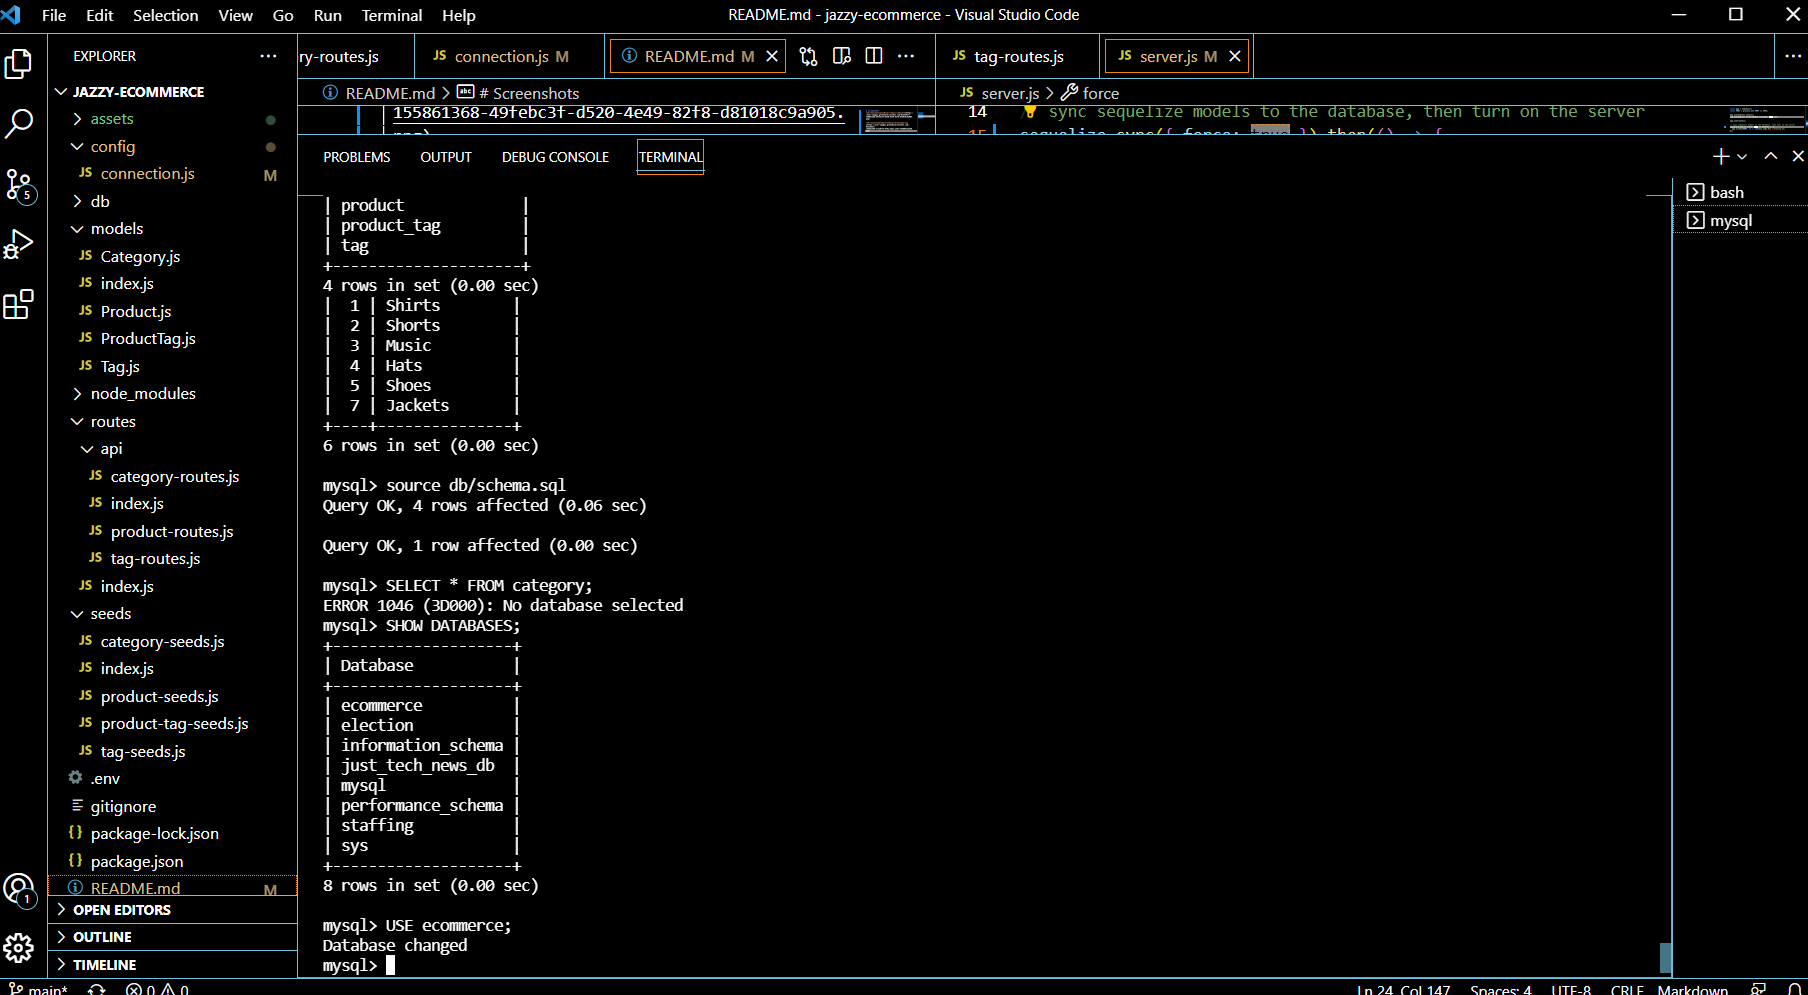 File Edit Selection View Go Run Terminal Help README.md - jazzy-ecommerce - Visual Studio Code
EXPLORER ...
JAZZY-ECOMMERCE
assets
config
JS connection.js M
db
models
JS Category.js
JS index.js
JS Product.js
JS ProductTag.js
JS Tag.js
node_modules
routes
api
JS category-routes.js
JS index.js
JS product-routes.js
JS tag-routes.js
JS index.js
seeds
JS category-seeds.js
JS index.js
JS product-seeds.js
JS product-tag-seeds.js
JS tag-seeds.js
.env
gitignore
{} package-lock.json
{} package.json
README.md M
OPEN EDITORS
OUTLINE
TIMELINE
5
1
ry-routes.js JS connection.js M README.md M JS tag-routes.js JS server.js M
README.md > # Screenshots JS server.js > force
155861368-49febc3f-d520-4e49-82f8-d81018c9a905.
14 sync sequelize models to the database, then turn on the server
15 sequelize.sync({ force: true }).then(() => {
PROBLEMS OUTPUT DEBUG CONSOLE TERMINAL
bash
mysql
| product |
| product_tag |
| tag |
+---------------------+
4 rows in set (0.00 sec)
| 1 | Shirts |
| 2 | Shorts |
| 3 | Music |
| 4 | Hats |
| 5 | Shoes |
| 7 | Jackets |
+----+---------------+
6 rows in set (0.00 sec)
mysql> source db/schema.sql
Query OK, 4 rows affected (0.06 sec)
Query OK, 1 row affected (0.00 sec)
mysql> SELECT * FROM category;
ERROR 1046 (3D000): No database selected
mysql> SHOW DATABASES;
+--------------------+
| Database |
+--------------------+
| ecommerce |
| election |
| information_schema |
| just_tech_news_db |
| mysql |
| performance_schema |
| staffing |
| sys |
+--------------------+
8 rows in set (0.00 sec)
mysql> USE ecommerce;
Database changed
mysql>
main* 0 0 Ln 24, Col 147 Spaces: 4 UTF-8 CRLF Markdown